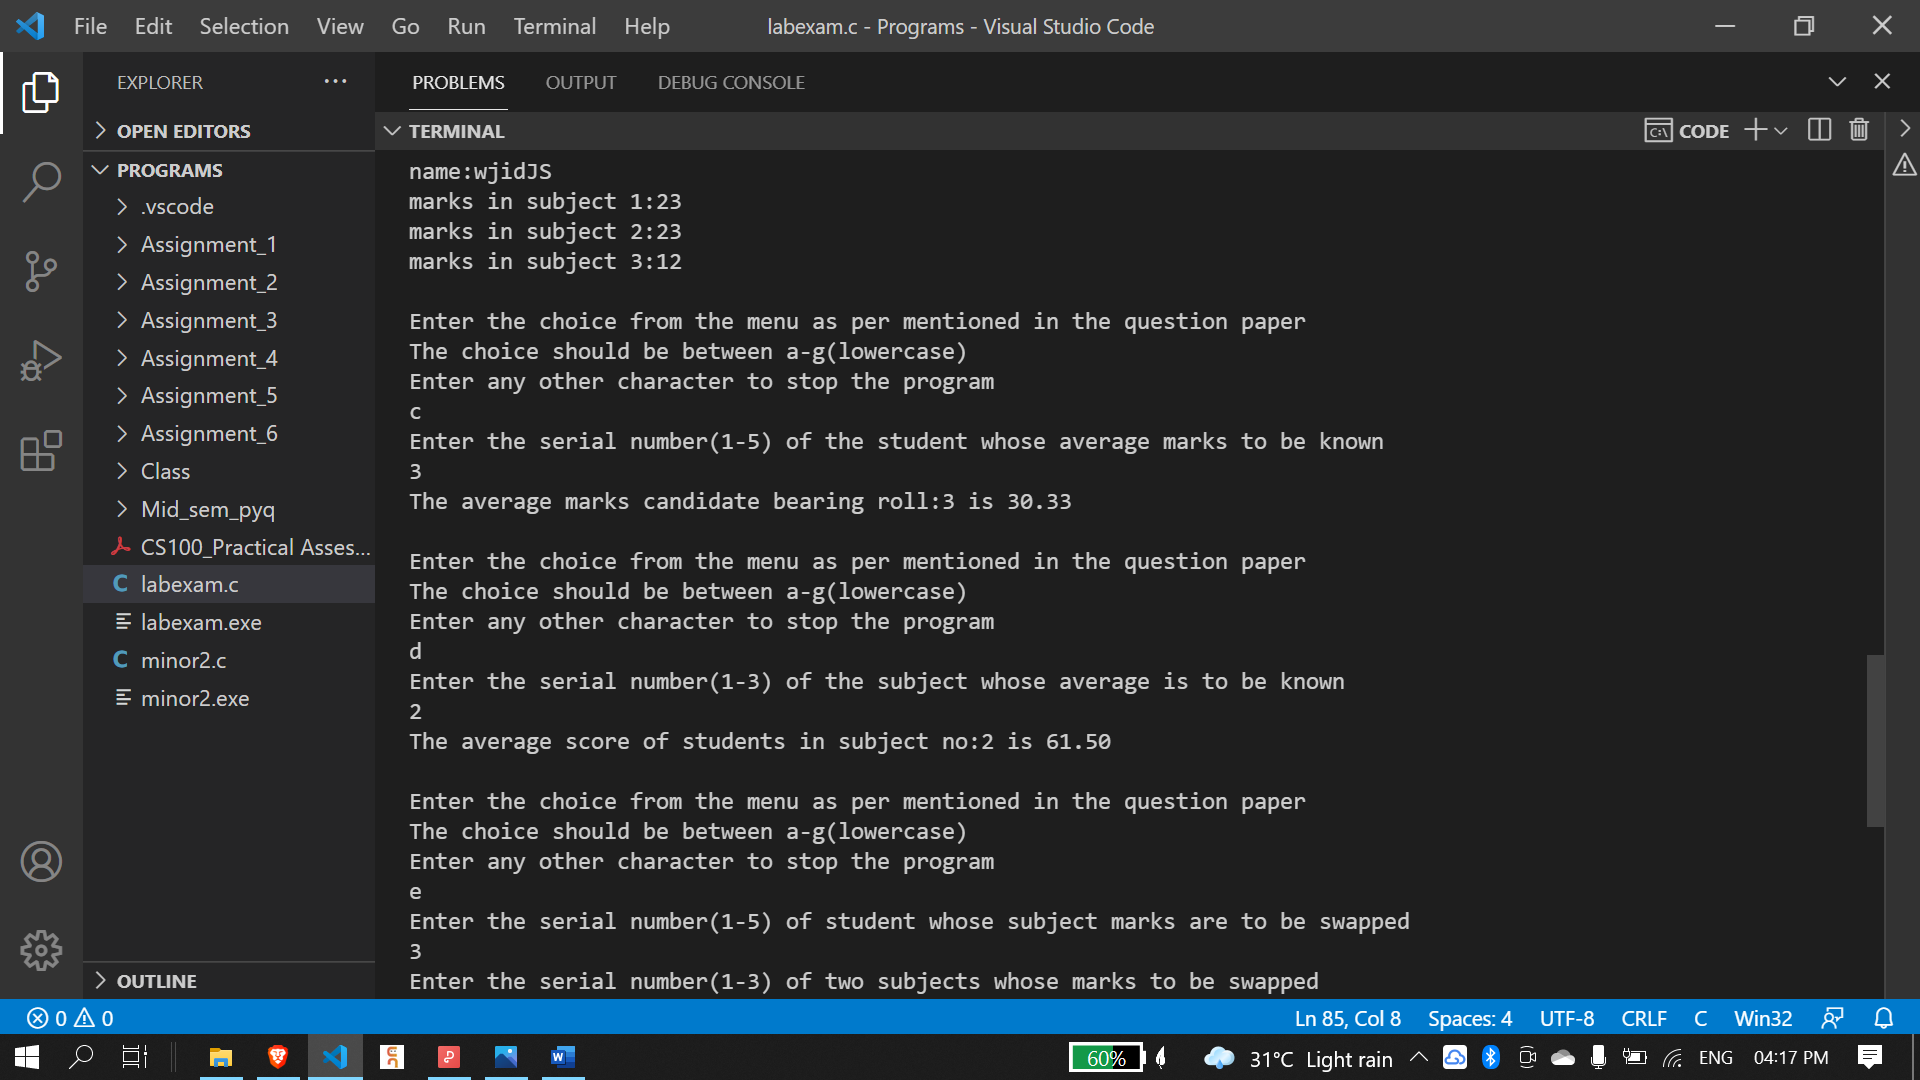 File Edit Selection View Go Run Terminal Help
labexam.c - Programs - Visual Studio Code
EXPLORER ...
OPEN EDITORS
PROGRAMS
.vscode
Assignment_1
Assignment_2
Assignment_3
Assignment_4
Assignment_5
Assignment_6
Class
Mid_sem_pyq
CS100_Practical Asses...
C labexam.c
labexam.exe
C minor2.c
minor2.exe
OUTLINE
PROBLEMS OUTPUT DEBUG CONSOLE
TERMINAL
CODE
name:wjidJS
marks in subject 1:23
marks in subject 2:23
marks in subject 3:12
Enter the choice from the menu as per mentioned in the question paper
The choice should be between a-g(lowercase)
Enter any other character to stop the program
c
Enter the serial number(1-5) of the student whose average marks to be known
3
The average marks candidate bearing roll:3 is 30.33
Enter the choice from the menu as per mentioned in the question paper
The choice should be between a-g(lowercase)
Enter any other character to stop the program
d
Enter the serial number(1-3) of the subject whose average is to be known
2
The average score of students in subject no:2 is 61.50
Enter the choice from the menu as per mentioned in the question paper
The choice should be between a-g(lowercase)
Enter any other character to stop the program
e
Enter the serial number(1-5) of student whose subject marks are to be swapped
3
Enter the serial number(1-3) of two subjects whose marks to be swapped
0 0
Ln 85, Col 8 Spaces: 4 UTF-8 CRLF C Win32
60% 31°C Light rain ENG 04:17 PM